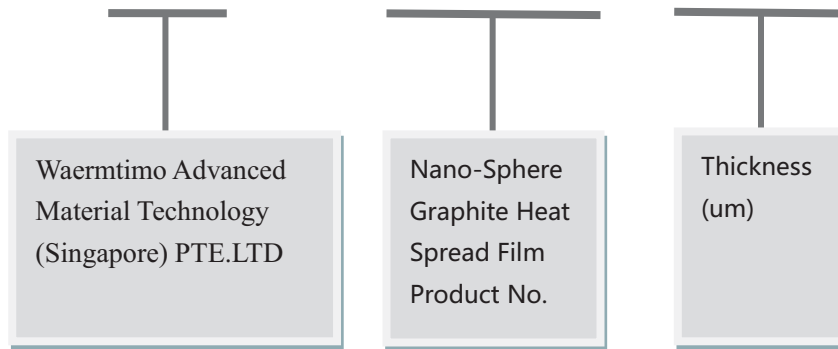 Waermtimo Advanced
Material Technology
(Singapore) PTE.LTD
Nano-Sphere
Graphite Heat
Spread Film
Product No.
Thickness
(um)